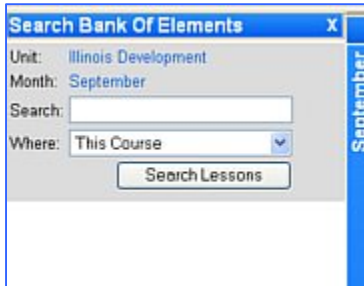 Search Bank Of Elements X
Unit: Illinois Development
Month: September
Search:
Where: This Course
Search Lessons
September